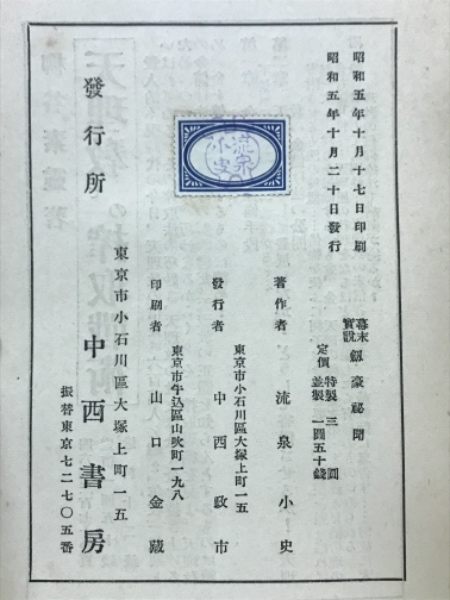 昭和五年十月十七日印刷
昭和五年十月二十日發行
幕末
實說
劍豪祕聞
定價
特製 三圓
並製 一圓五十錢
著作者 流泉小史
東京市小石川區大塚上町一五
發行者 中西政市
東京市牛込區山吹町一九八
印刷者 山口金藏
流泉
小史
東京市小石川區大塚上町一五
發行所 中西書房
振替東京七二七〇五番